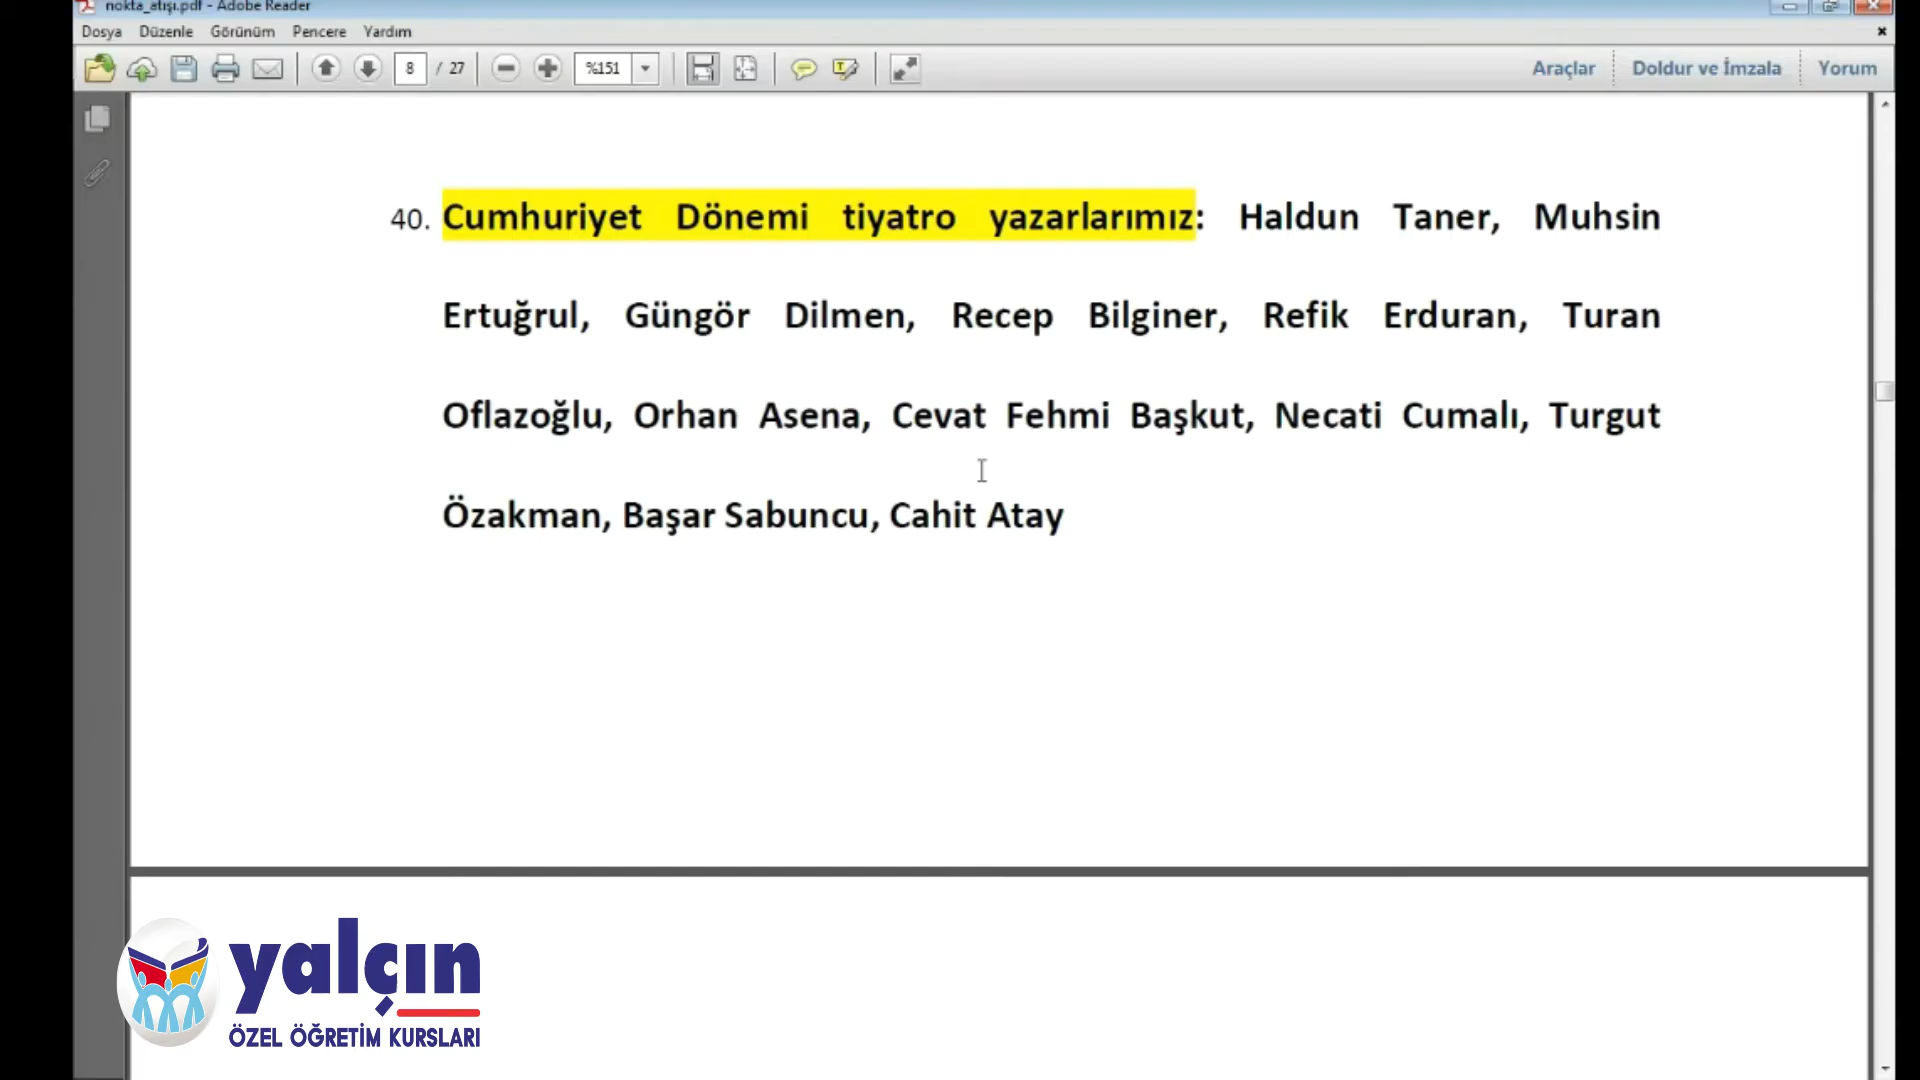 nokta_atışı.pdf - Adobe Reader
Dosya Düzenle Görünüm Pencere Yardım
8 / 27 %151 Araçlar Doldur ve İmzala Yorum
40. Cumhuriyet Dönemi tiyatro yazarlarımız: Haldun Taner, Muhsin
Ertuğrul, Güngör Dilmen, Recep Bilginer, Refik Erduran, Turan
Oflazoğlu, Orhan Asena, Cevat Fehmi Başkut, Necati Cumalı, Turgut
Özakman, Başar Sabuncu, Cahit Atay
yalçın
ÖZEL ÖĞRETİM KURSLARI